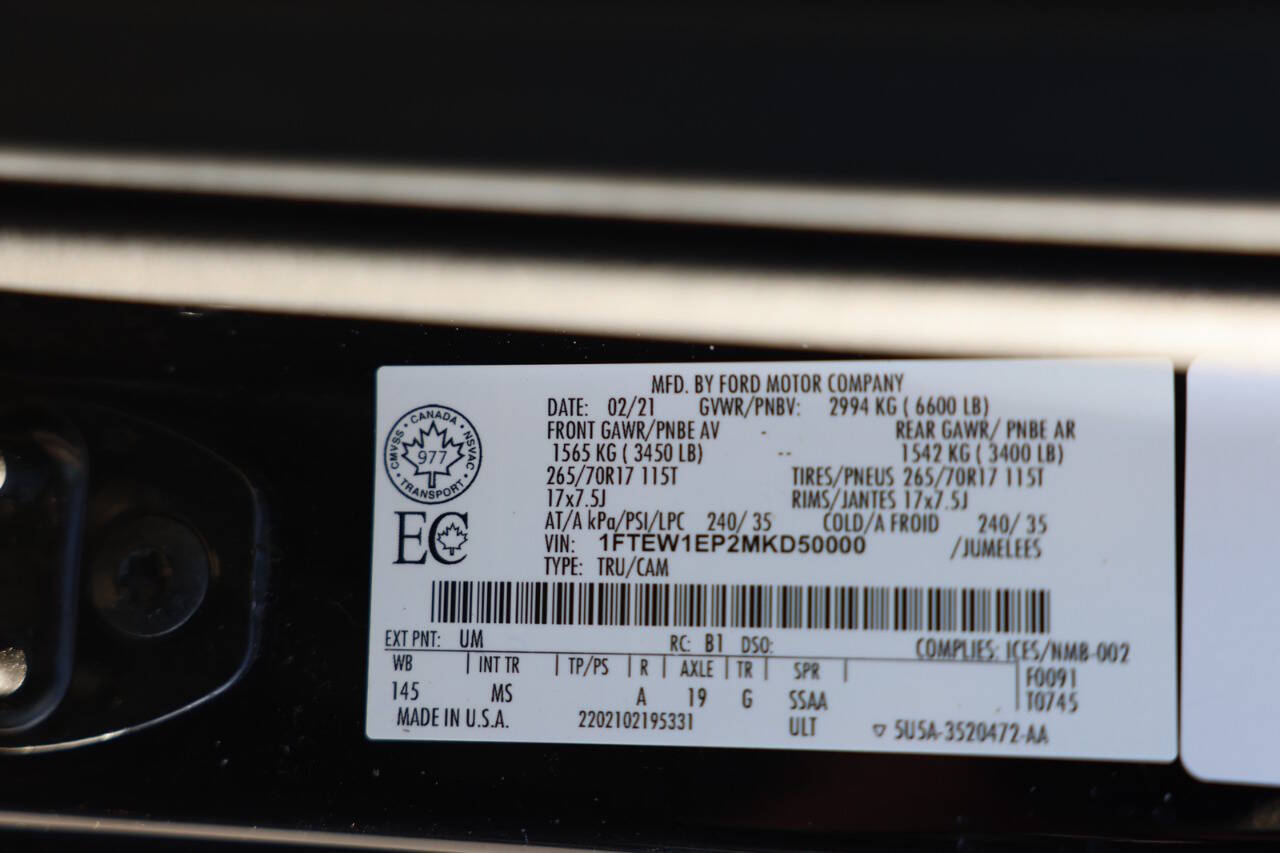 MFD. BY FORD MOTOR COMPANY
DATE: 02/21 GVWR/PNBV: 2994 KG ( 6600 LB)
FRONT GAWR/PNBE AV - REAR GAWR/ PNBE AR
1565 KG ( 3450 LB) -- 1542 KG ( 3400 LB)
265/70R17 115T TIRES/PNEUS 265/70R17 115T
17x7.5J RIMS/JANTES 17x7.5J
AT/A kPa/PSI/LPC 240/ 35 COLD/A FROID 240/ 35
VIN: 1FTEW1EP2MKD50000 /JUMELEES
TYPE: TRU/CAM
CANADA
CMVSS 977 NSVAC
TRANSPORT
EC
EXT PNT: UM RC: B1 DSO: COMPLIES: ICES/NMB-002
WB | INT TR | TP/PS | R | AXLE | TR | SPR | F0091
145 MS A 19 G SSAA T0745
MADE IN U.S.A. 2202102195331 ULT ▽ 5U5A-3520472-AA